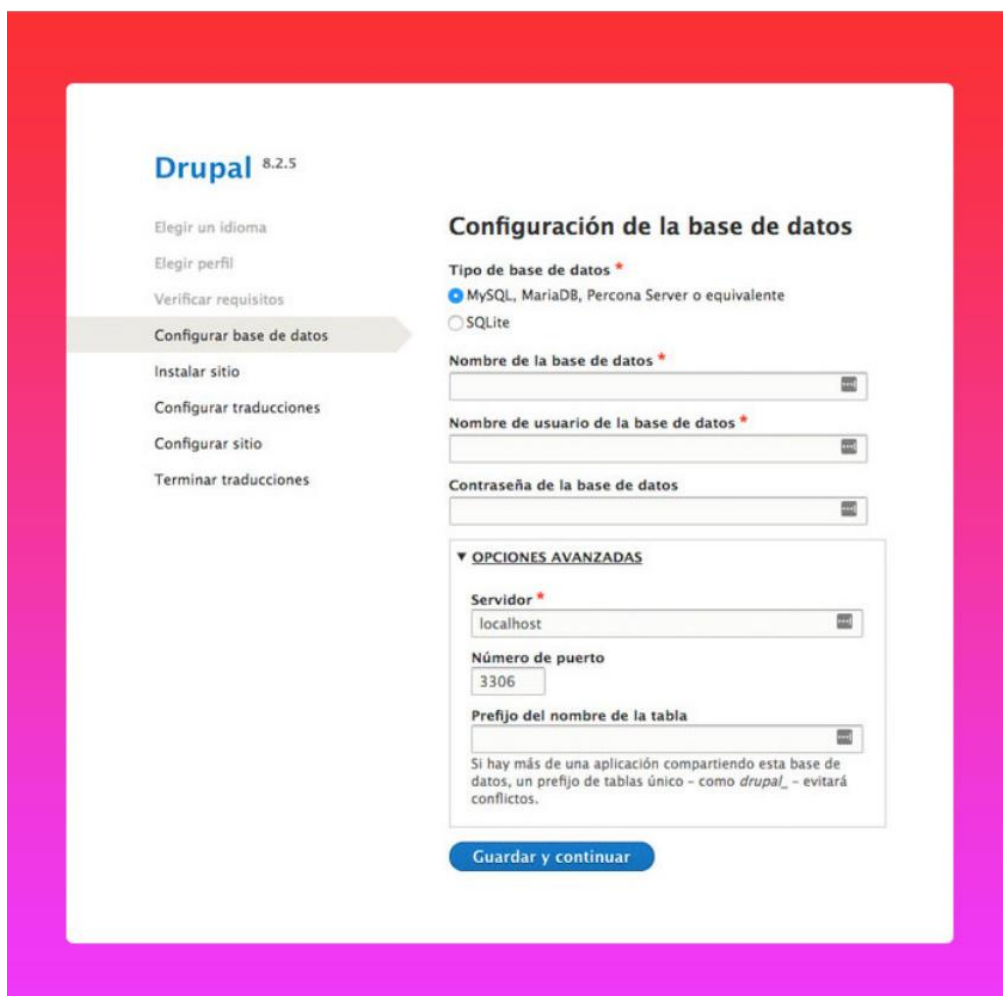 Drupal 8.2.5
Elegir un idioma
Elegir perfil
Verificar requisitos
Configurar base de datos
Instalar sitio
Configurar traducciones
Configurar sitio
Terminar traducciones
Configuración de la base de datos
Tipo de base de datos *
MySQL, MariaDB, Percona Server o equivalente
SQLite
Nombre de la base de datos *
Nombre de usuario de la base de datos *
Contraseña de la base de datos
▼ OPCIONES AVANZADAS
Servidor *
localhost
Número de puerto
3306
Prefijo del nombre de la tabla
Si hay más de una aplicación compartiendo esta base de
datos, un prefijo de tablas único – como drupal_ – evitará
conflictos.
Guardar y continuar